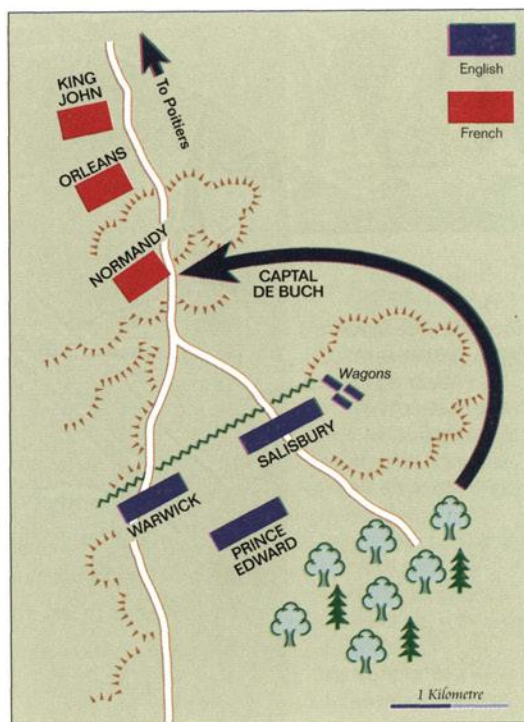 KING
JOHN
To Poitiers
English
French
ORLEANS
NORMANDY
CAPTAL
DE BUCH
Wagons
SALISBURY
WARWICK
PRINCE
EDWARD
1 Kilometre